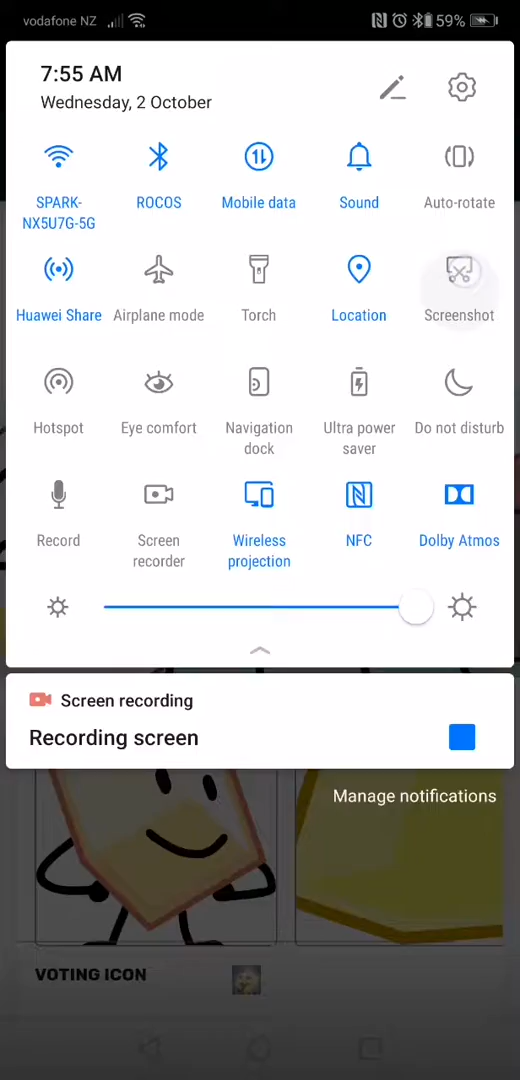 vodafone NZ 59%
7:55 AM
Wednesday, 2 October
SPARK-
NX5U7G-5G
ROCOS
Mobile data
Sound
Auto-rotate
Huawei Share
Airplane mode
Torch
Location
Screenshot
Hotspot
Eye comfort
Navigation
dock
Ultra power
saver
Do not disturb
Record
Screen
recorder
Wireless
projection
NFC
Dolby Atmos
Screen recording
Recording screen
Manage notifications
VOTING ICON